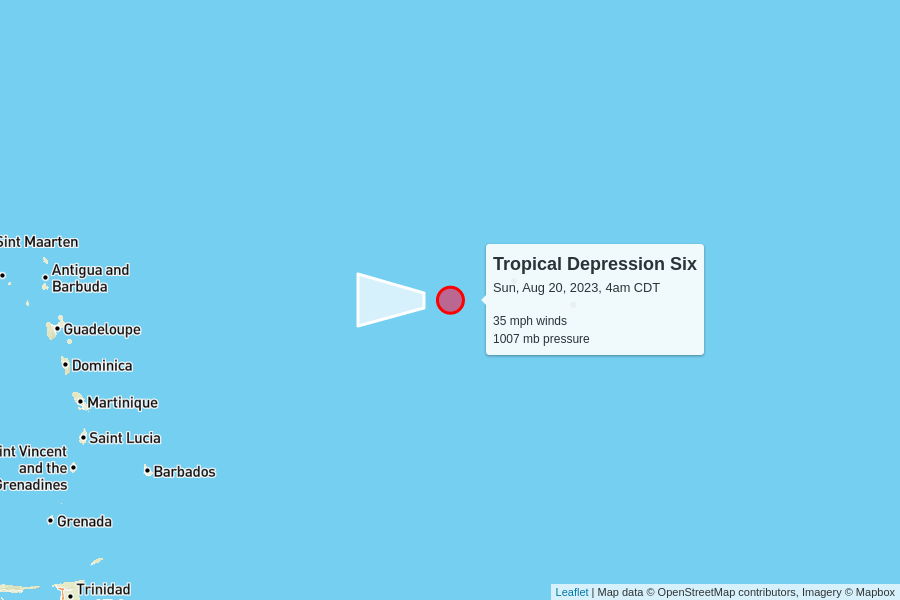 Sint Maarten
Antigua and
Barbuda
Guadeloupe
Dominica
Martinique
Saint Lucia
int Vincent
and the
Grenadines
Barbados
Grenada
Trinidad
Tropical Depression Six
Sun, Aug 20, 2023, 4am CDT
35 mph winds
1007 mb pressure
Leaflet | Map data © OpenStreetMap contributors, Imagery © Mapbox